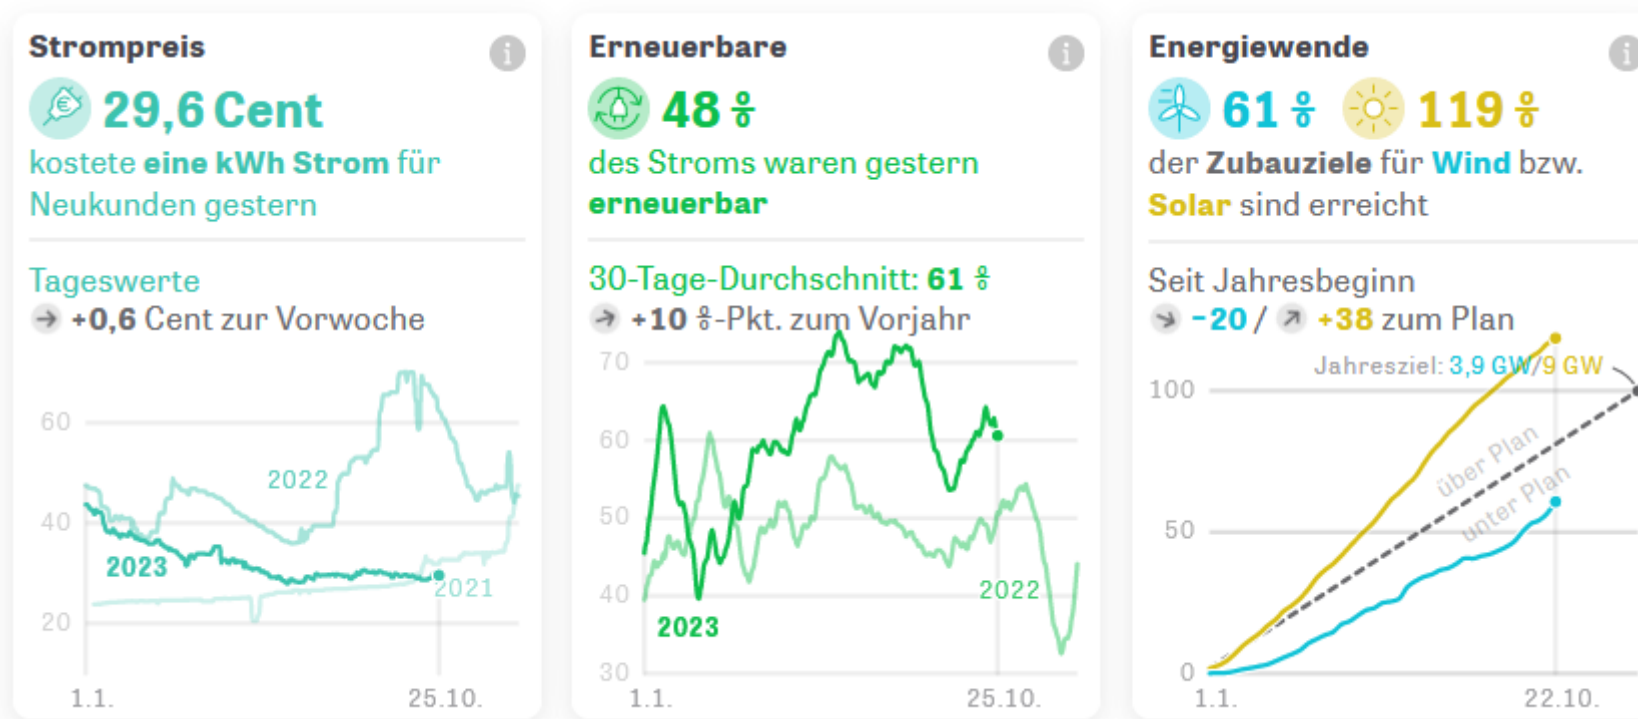 Strompreis
29,6 Cent
kostete eine kWh Strom für
Neukunden gestern
Tageswerte
+0,6 Cent zur Vorwoche
60
40
20
2022
2023
2021
1.1.
25.10.
Erneuerbare
48 %
des Stroms waren gestern
erneuerbar
30-Tage-Durchschnitt: 61 %
+10 %-Pkt. zum Vorjahr
70
60
50
40
30
2022
2023
1.1.
25.10.
Energiewende
61 % 119 %
der Zubauziele für Wind bzw.
Solar sind erreicht
Seit Jahresbeginn
-20 / +38 zum Plan
Jahresziel: 3,9 GW/9 GW
100
50
0
über Plan
unter Plan
1.1.
22.10.